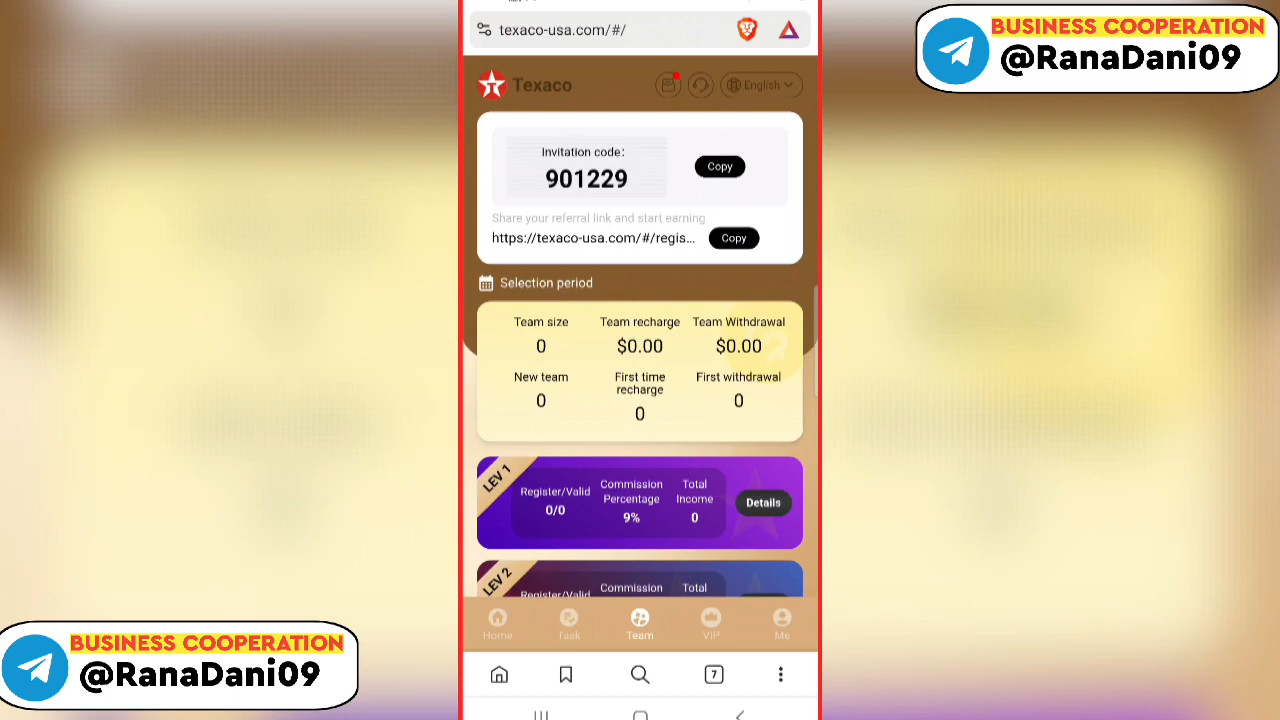 BUSINESS COOPERATION
@RanaDani09
texaco-usa.com/#/
Texaco
English
Invitation code:
901229
Copy
Share your referral link and start earning
https://texaco-usa.com/#/regis...
Copy
Selection period
Team size
Team recharge
Team Withdrawal
0
$0.00
$0.00
New team
First time
recharge
First withdrawal
0
0
0
LEV 1
Register/Valid
0/0
Commission
Percentage
9%
Total
Income
0
Details
LEV 2
Register/Valid
Commission
Total
Home
Task
Team
VIP
Me
7
BUSINESS COOPERATION
@RanaDani09